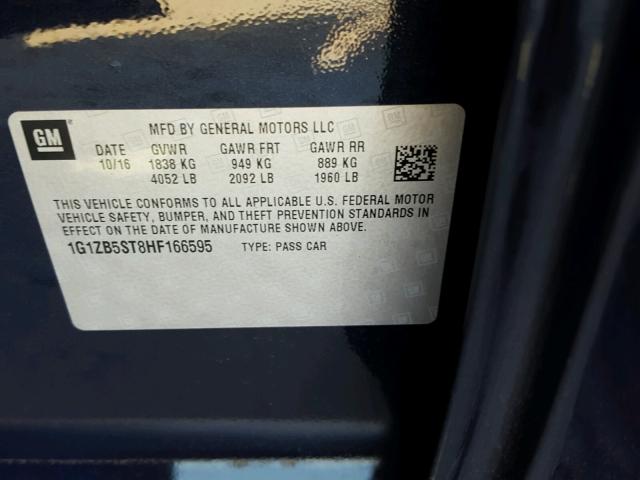 GM
MFD BY GENERAL MOTORS LLC
DATE GVWR GAWR FRT GAWR RR
10/16 1838 KG 949 KG 889 KG
4052 LB 2092 LB 1960 LB
THIS VEHICLE CONFORMS TO ALL APPLICABLE U.S. FEDERAL MOTOR
VEHICLE SAFETY, BUMPER, AND THEFT PREVENTION STANDARDS IN
EFFECT ON THE DATE OF MANUFACTURE SHOWN ABOVE.
1G1ZB5ST8HF166595 TYPE: PASS CAR